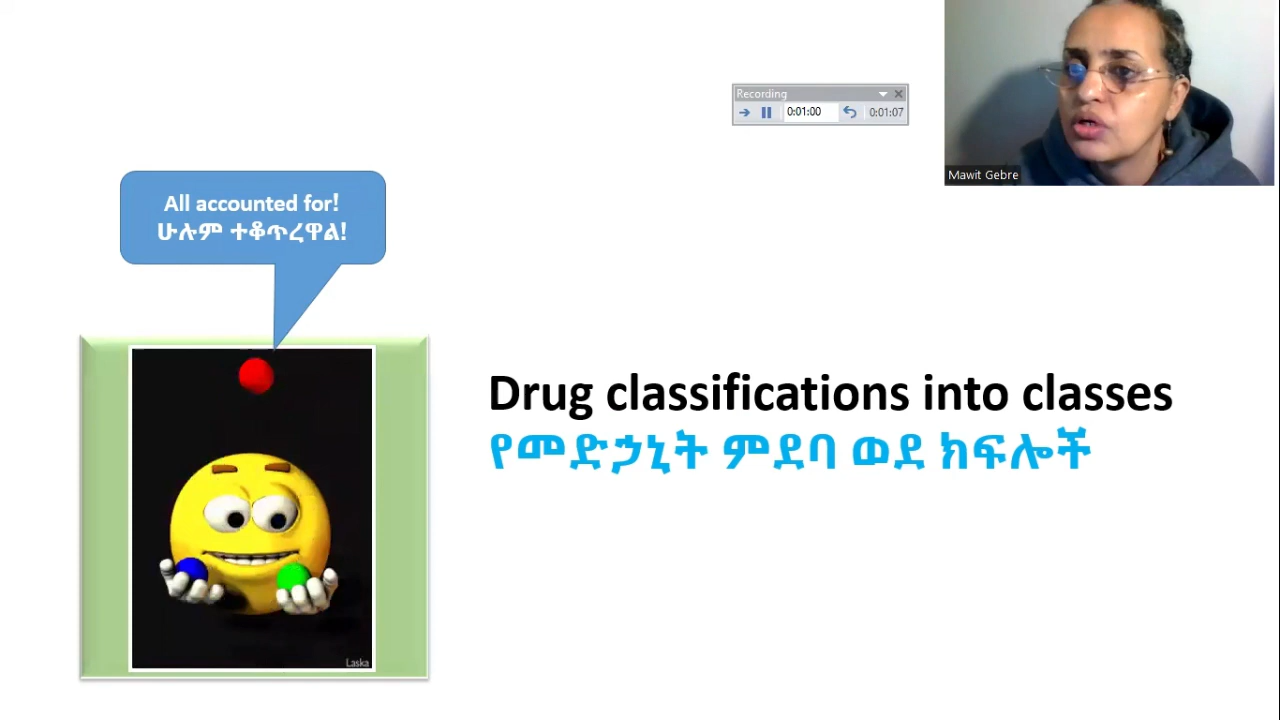 Recording
0:01:00 0:01:07
Mawit Gebre
All accounted for!
ሁሉም ተቆጥረዋል!
Drug classifications into classes
የመድኃኒት ምደባ ወደ ክፍሎች
Laska